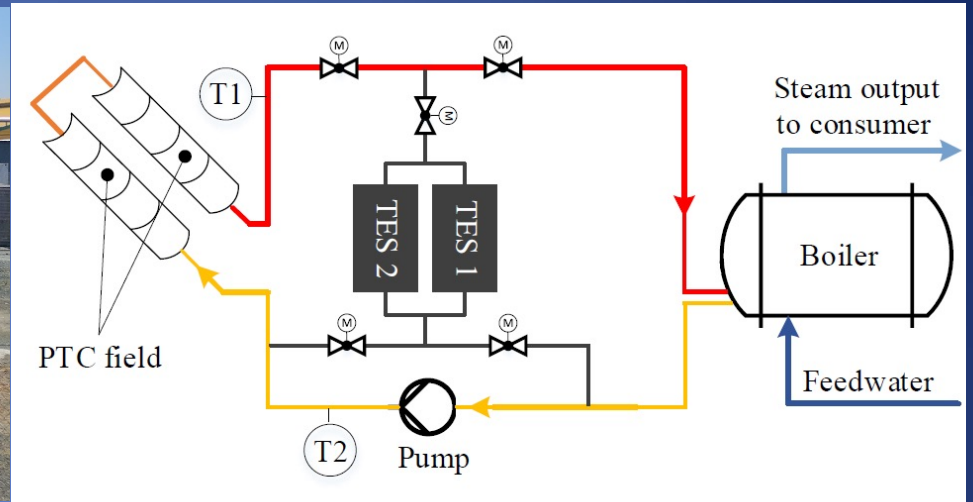 M
M
T1
Steam output
to consumer
M
TES 2
TES 1
Boiler
M
M
PTC field
Feedwater
T2
Pump